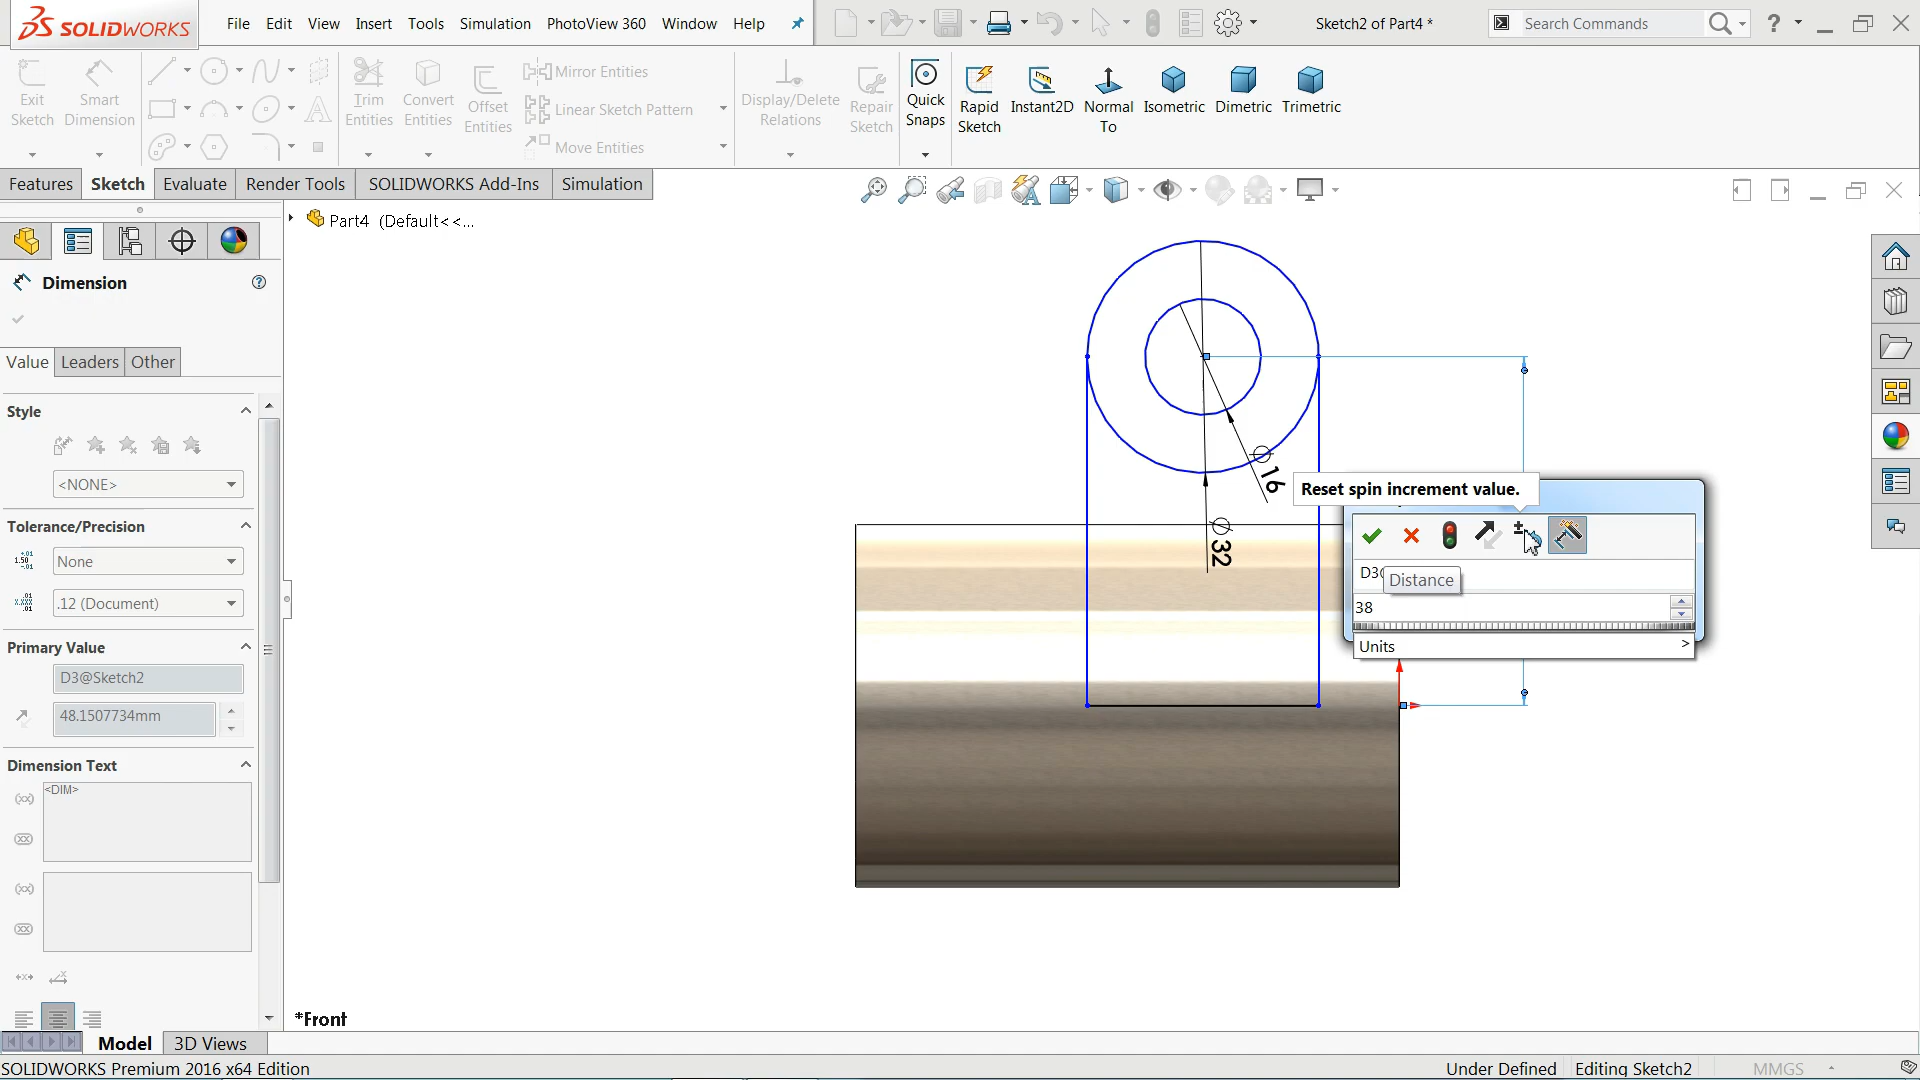 SOLIDWORKS
File Edit View Insert Tools Simulation PhotoView 360 Window Help
Sketch2 of Part4 *
Search Commands
Exit Sketch
Smart Dimension
Trim Entities
Convert Entities
Offset Entities
Mirror Entities
Linear Sketch Pattern
Move Entities
Display/Delete Relations
Repair Sketch
Quick Snaps
Rapid Sketch
Instant2D
Normal To
Isometric
Dimetric
Trimetric
Features Sketch Evaluate Render Tools SOLIDWORKS Add-Ins Simulation
Part4 (Default<<...
Dimension
Value Leaders Other
Style
<NONE>
Tolerance/Precision
None
.12 (Document)
Primary Value
D3@Sketch2
48.1507734mm
Dimension Text
<DIM>
∅16
∅32
Reset spin increment value.
D3@
Distance
38
Units >
*Front
Model 3D Views
SOLIDWORKS Premium 2016 x64 Edition
Under Defined
Editing Sketch2
MMGS